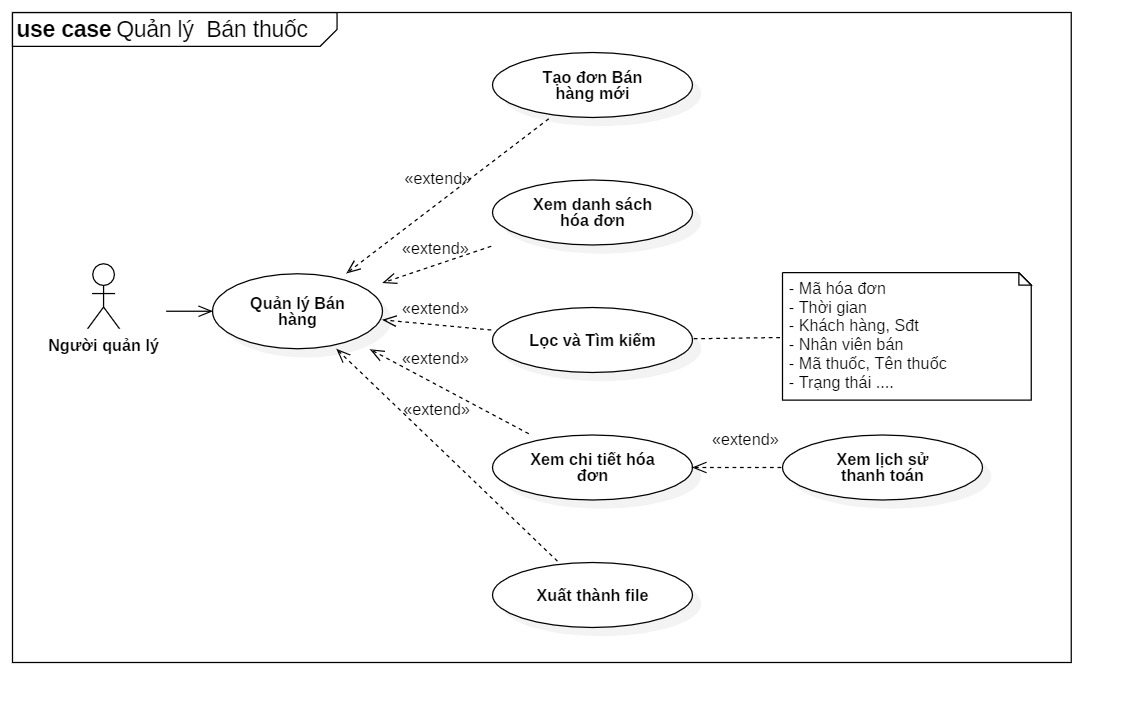 use case Quản lý  Bán thuốc
Tạo đơn Bán
hàng mới
«extend»
Xem danh sách
hóa đơn
«extend»
Người quản lý
Quản lý Bán
hàng
«extend»
Lọc và Tìm kiếm
- Mã hóa đơn
- Thời gian
- Khách hàng, Sđt
- Nhân viên bán
- Mã thuốc, Tên thuốc
- Trạng thái ....
«extend»
«extend»
Xem chi tiết hóa
đơn
«extend»
Xem lịch sử
thanh toán
Xuất thành file